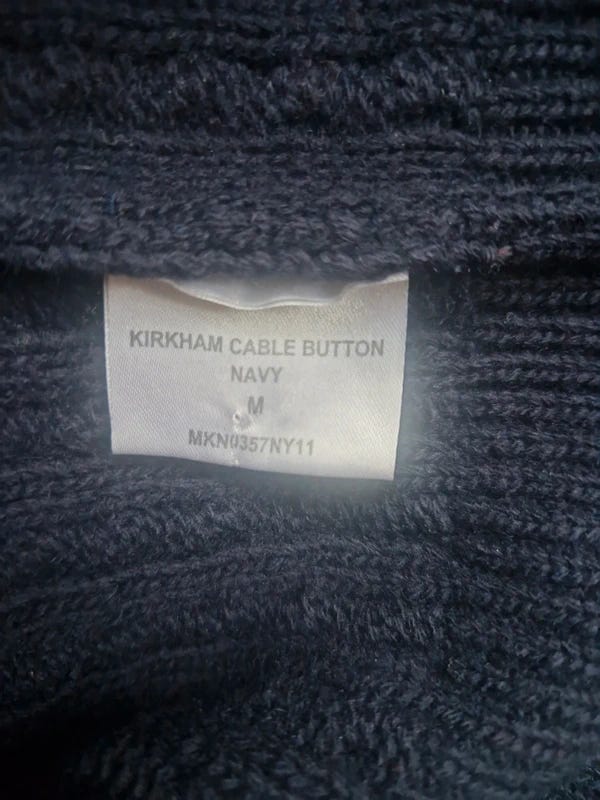 KIRKHAM CABLE BUTTON
NAVY
M
MKN0357NY11